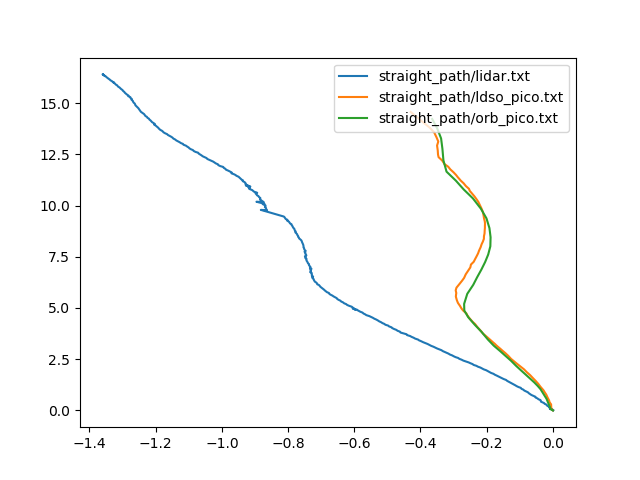 straight_path/lidar.txt
straight_path/ldso_pico.txt
straight_path/orb_pico.txt
15.0
12.5
10.0
7.5
5.0
2.5
0.0
−1.4 −1.2 −1.0 −0.8 −0.6 −0.4 −0.2 0.0